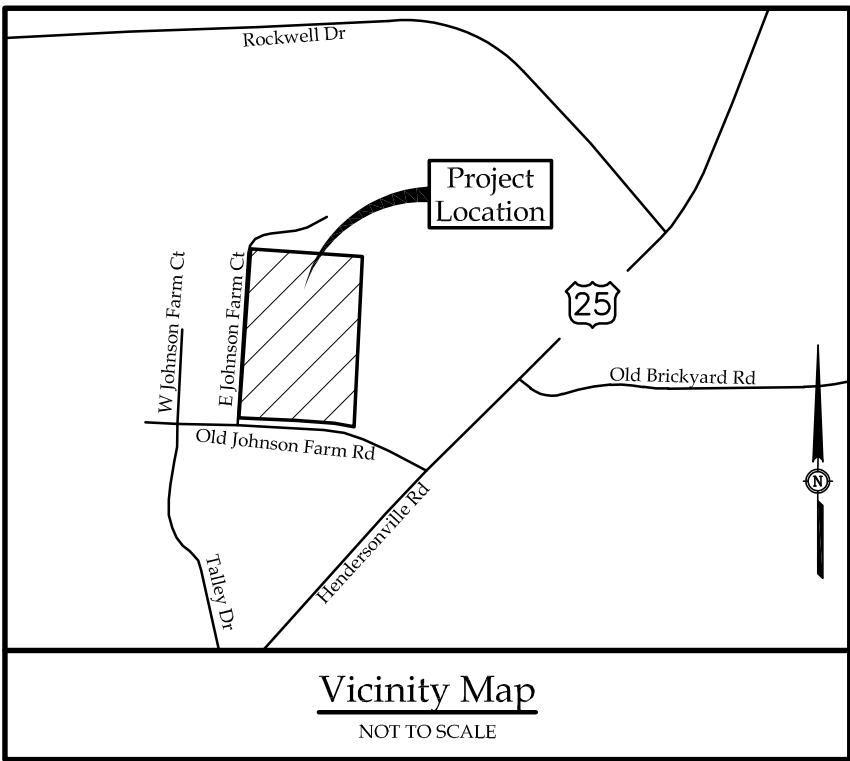 Rockwell Dr
Project
Location
W Johnson Farm Ct
E Johnson Farm Ct
25
Old Brickyard Rd
Old Johnson Farm Rd
N
Hendersonville Rd
Talley Dr
Vicinity Map
NOT TO SCALE